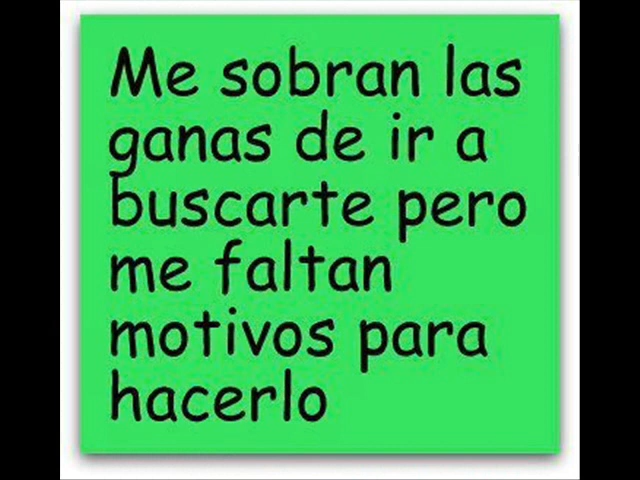 Me sobran las
ganas de ir a
buscarte pero
me faltan
motivos para
hacerlo